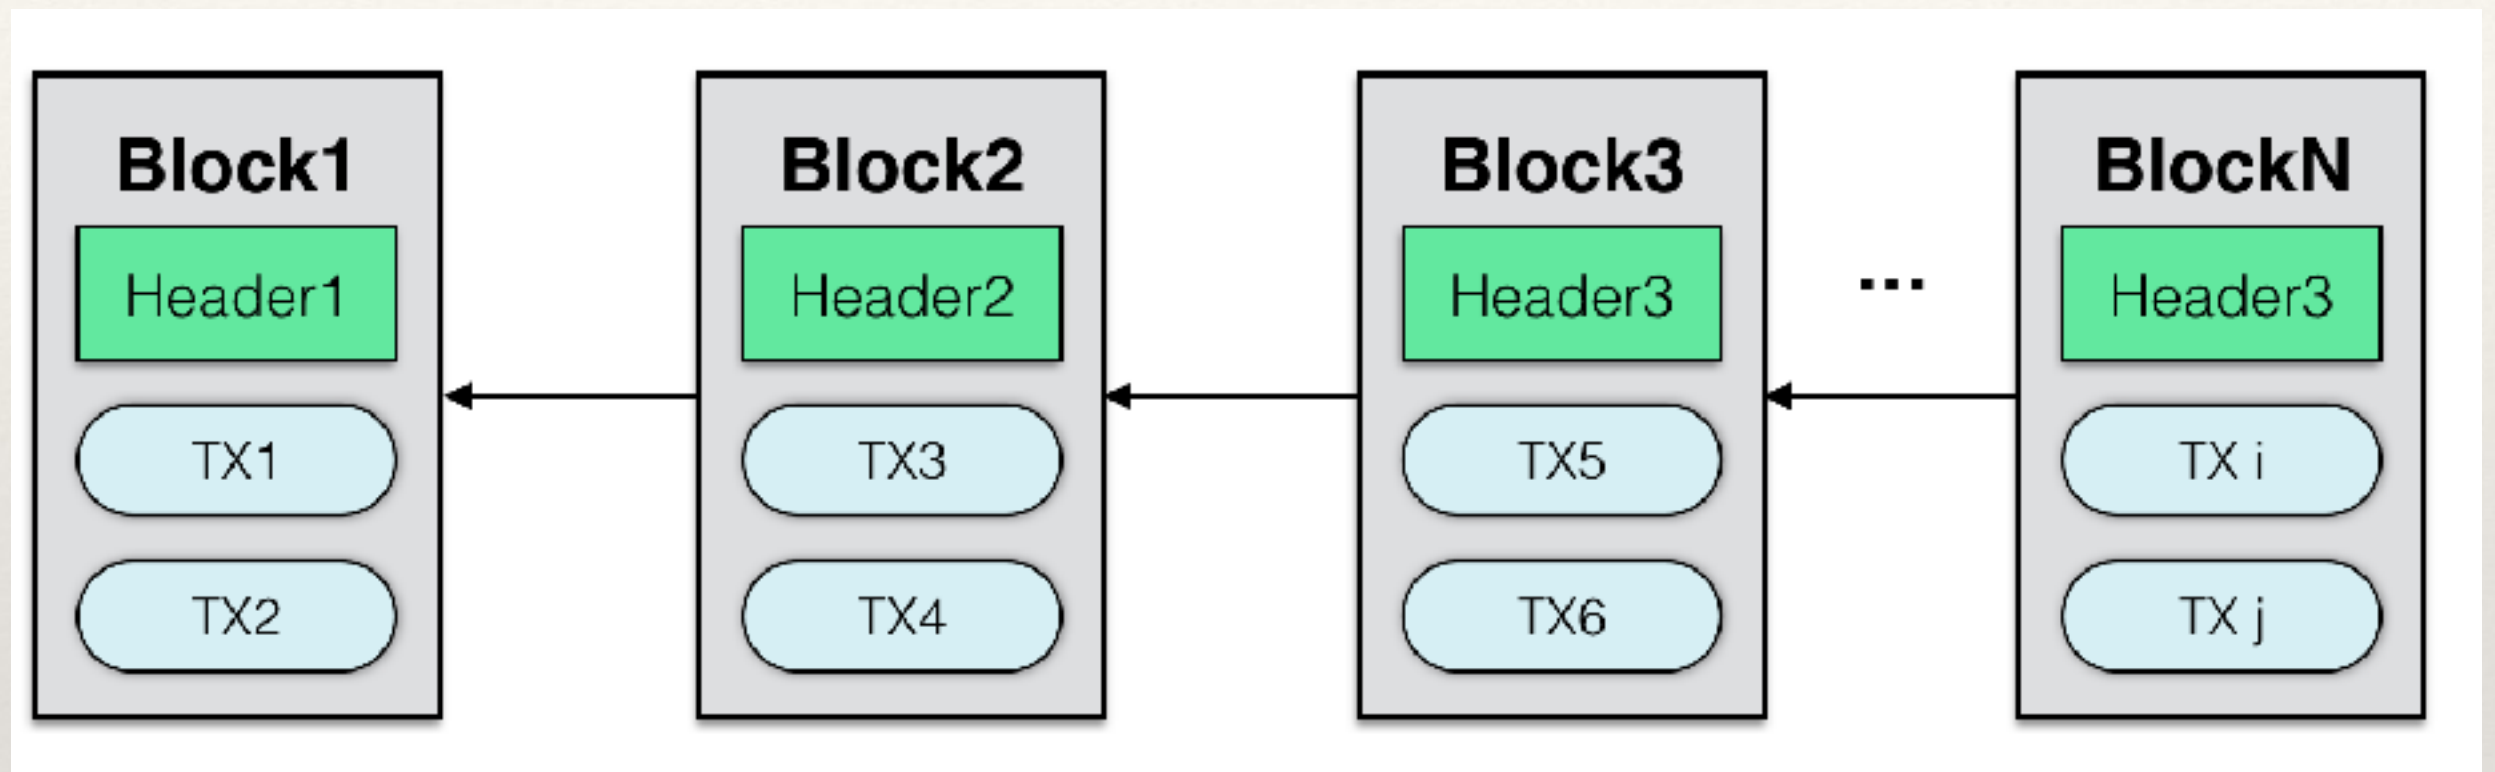 Block1
Header1
TX1
TX2
Block2
Header2
TX3
TX4
Block3
Header3
TX5
TX6
...
BlockN
Header3
TX i
TX j